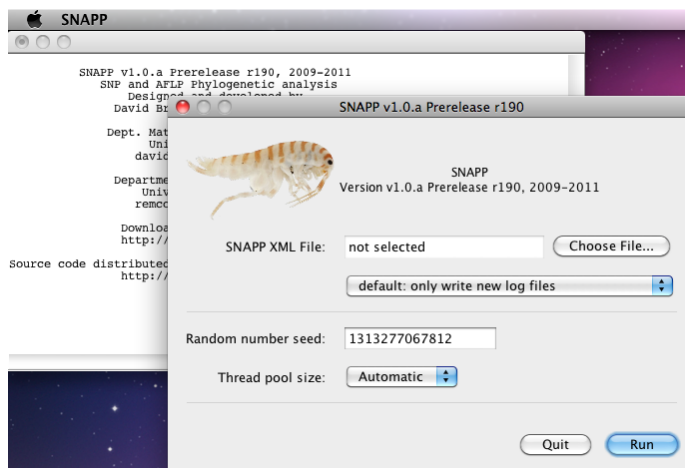 SNAPP
SNAPP v1.0.a Prerelease r190, 2009-2011
SNP and AFLP Phylogenetic analysis
Designed and developed by
David Br
Dept. Mat
Uni
david
Departme
Univ
remco
Downloa
http:/
Source code distributed
http:/
SNAPP v1.0.a Prerelease r190
SNAPP
Version v1.0.a Prerelease r190, 2009-2011
SNAPP XML File:
not selected
Choose File...
default: only write new log files
Random number seed:
1313277067812
Thread pool size:
Automatic
Quit
Run